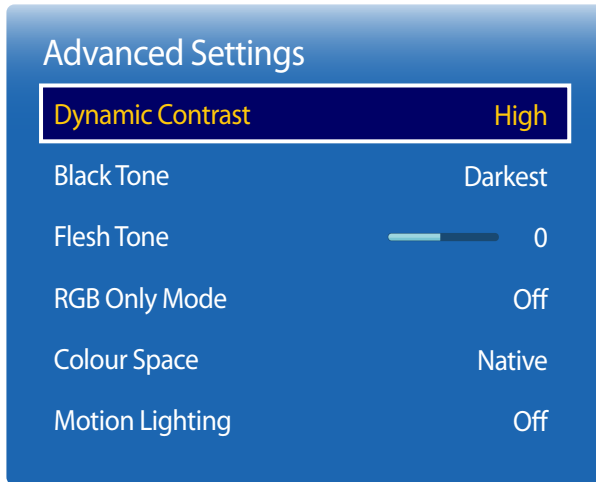 Advanced Settings
Dynamic Contrast High
Black Tone Darkest
Flesh Tone 0
RGB Only Mode Off
Colour Space Native
Motion Lighting Off